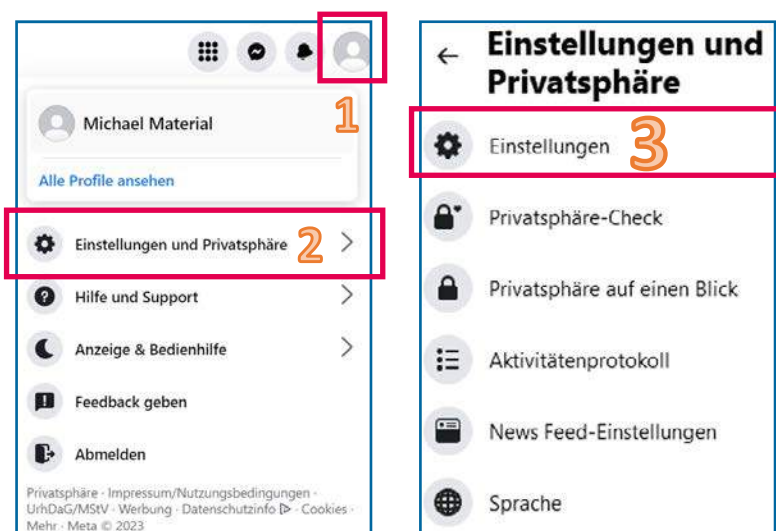 1
Michael Material
Alle Profile ansehen
Einstellungen und Privatsphäre
2
Hilfe und Support
Anzeige & Bedienhilfe
Feedback geben
Abmelden
Privatsphäre · Impressum/Nutzungsbedingungen ·
UrhDaG/MStV · Werbung · Datenschutzinfo · Cookies ·
Mehr · Meta © 2023
Einstellungen und
Privatsphäre
Einstellungen
3
Privatsphäre-Check
Privatsphäre auf einen Blick
Aktivitätenprotokoll
News Feed-Einstellungen
Sprache